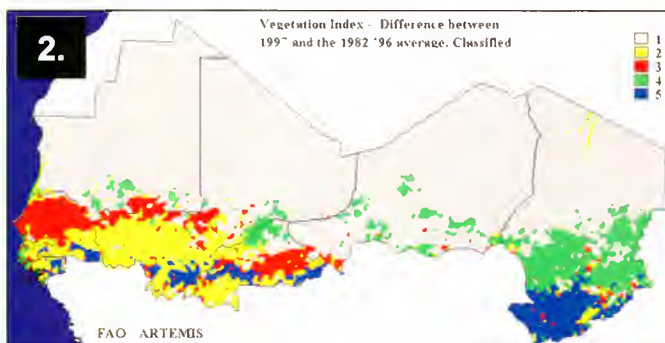 2.
Vegetation Index - Difference between
1997 and the 1982 '96 average. Classified
1
2
3
4
5
FAO ARTEMIS